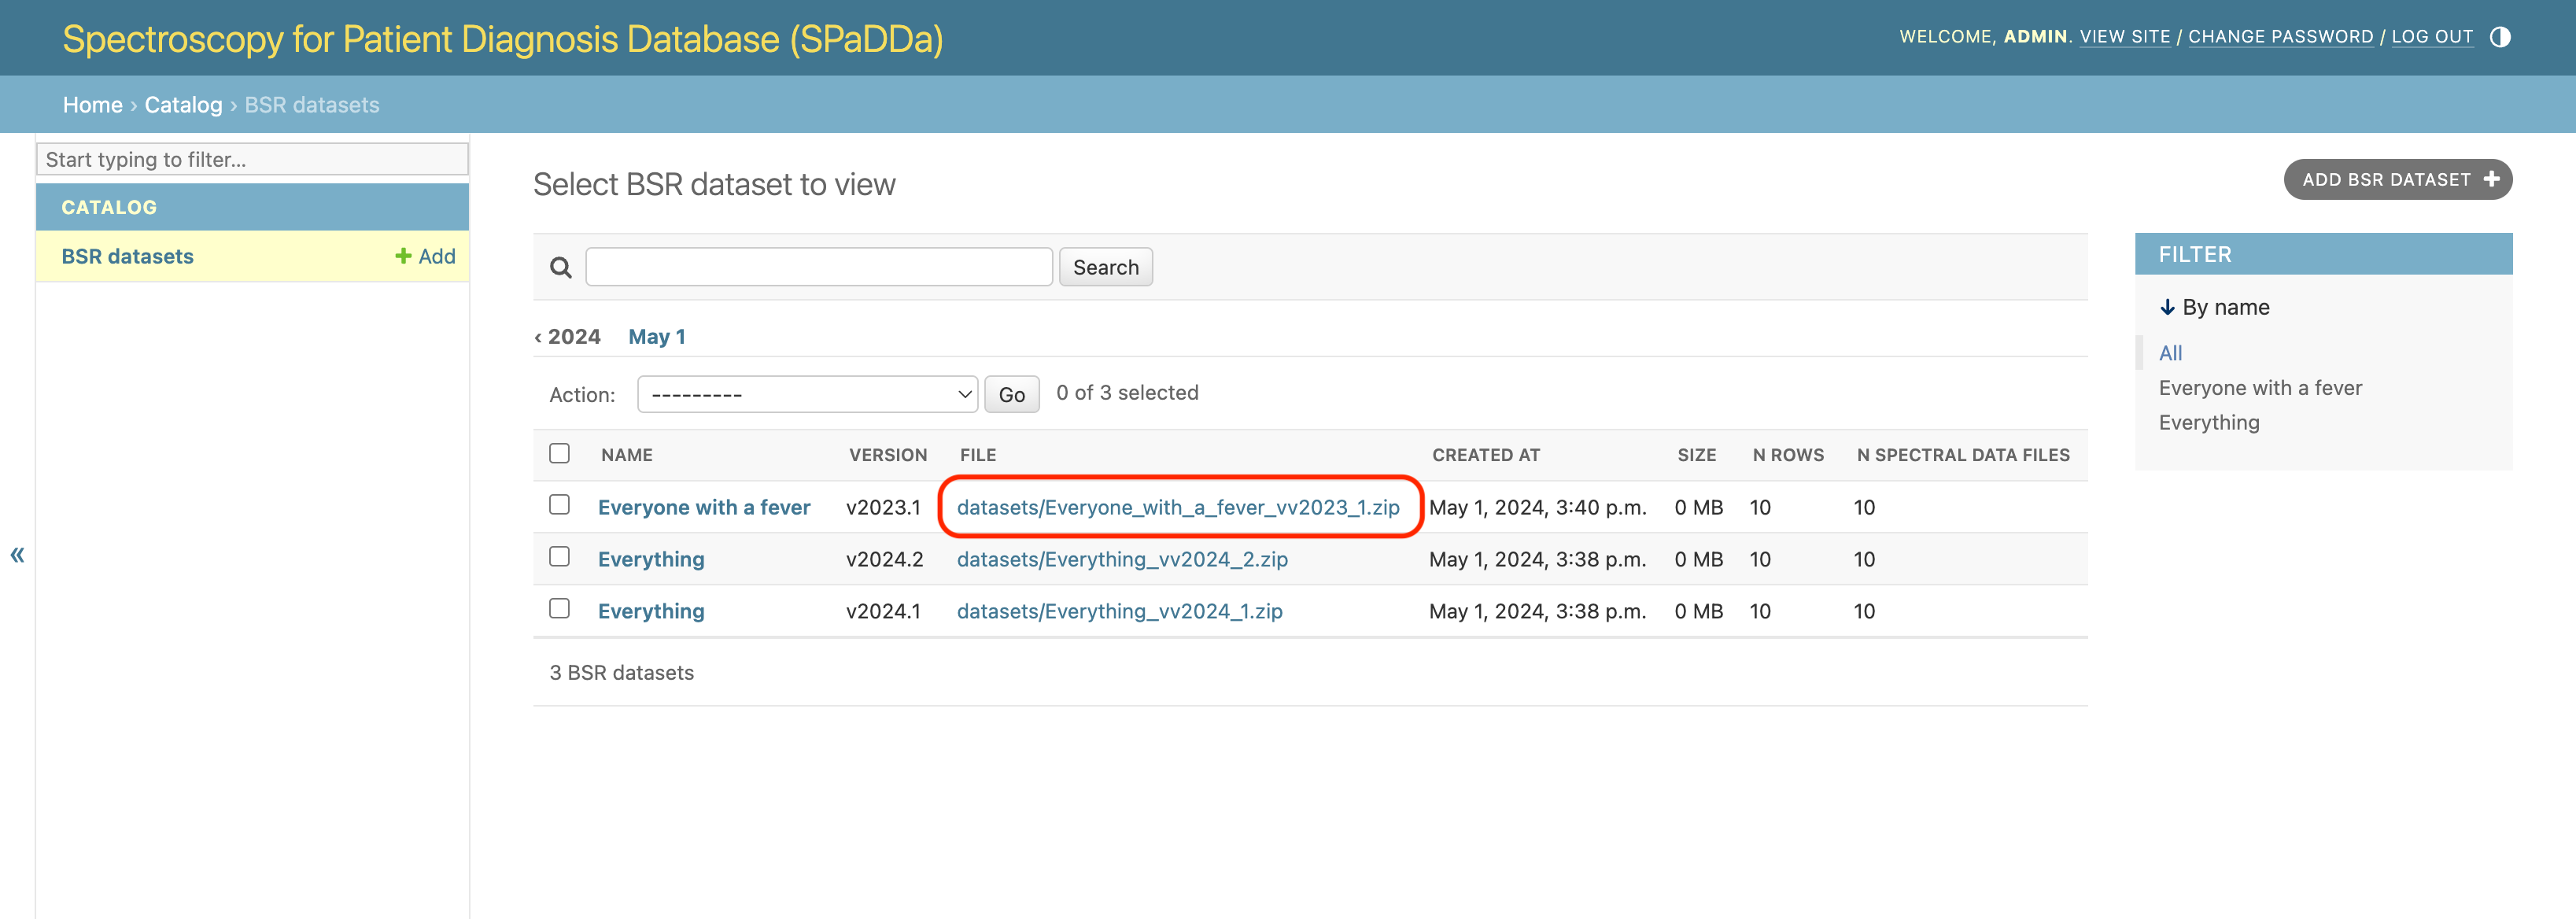 Spectroscopy for Patient Diagnosis Database (SPaDDa)
WELCOME, ADMIN. VIEW SITE / CHANGE PASSWORD / LOG OUT
Home › Catalog › BSR datasets
Start typing to filter...
CATALOG
BSR datasets + Add
«
Select BSR dataset to view
ADD BSR DATASET +
Search
‹ 2024 May 1
Action: --------- Go 0 of 3 selected
NAME VERSION FILE CREATED AT SIZE N ROWS N SPECTRAL DATA FILES
Everyone with a fever v2023.1 datasets/Everyone_with_a_fever_vv2023_1.zip May 1, 2024, 3:40 p.m. 0 MB 10 10
Everything v2024.2 datasets/Everything_vv2024_2.zip May 1, 2024, 3:38 p.m. 0 MB 10 10
Everything v2024.1 datasets/Everything_vv2024_1.zip May 1, 2024, 3:38 p.m. 0 MB 10 10
3 BSR datasets
FILTER
↓ By name
All
Everyone with a fever
Everything